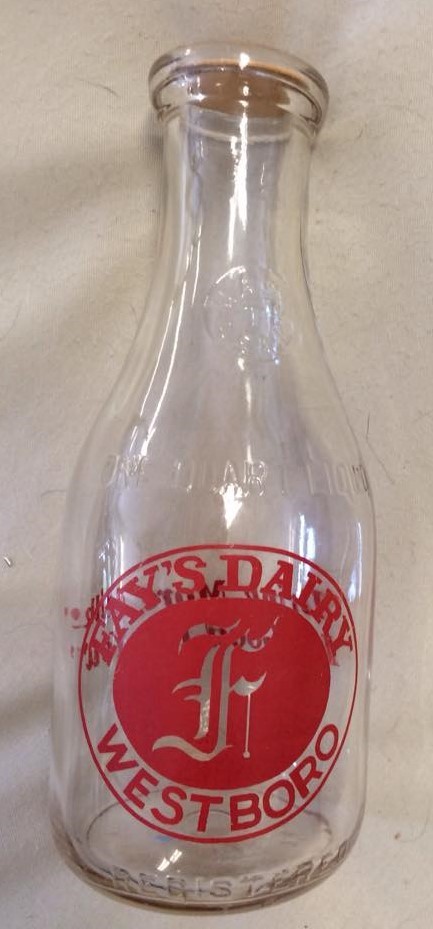 ONE QUART LIQUID
FAY'S DAIRY
F
WESTBORO
REGISTERED